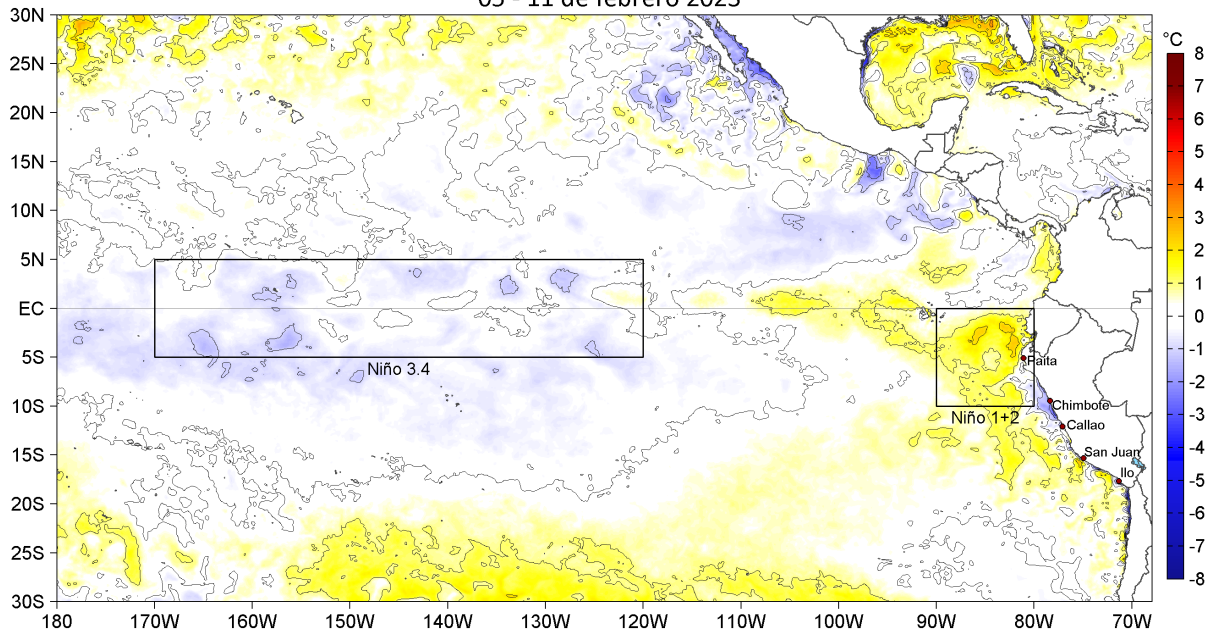 05 - 11 de febrero 2023
30N
25N
20N
15N
10N
5N
EC
5S
10S
15S
20S
25S
30S
180
170W
160W
150W
140W
130W
120W
110W
100W
90W
80W
70W
Niño 3.4
Niño 1+2
Paita
Chimbote
Callao
San Juan
Ilo
°C
8
7
6
5
4
3
2
1
0
-1
-2
-3
-4
-5
-6
-7
-8